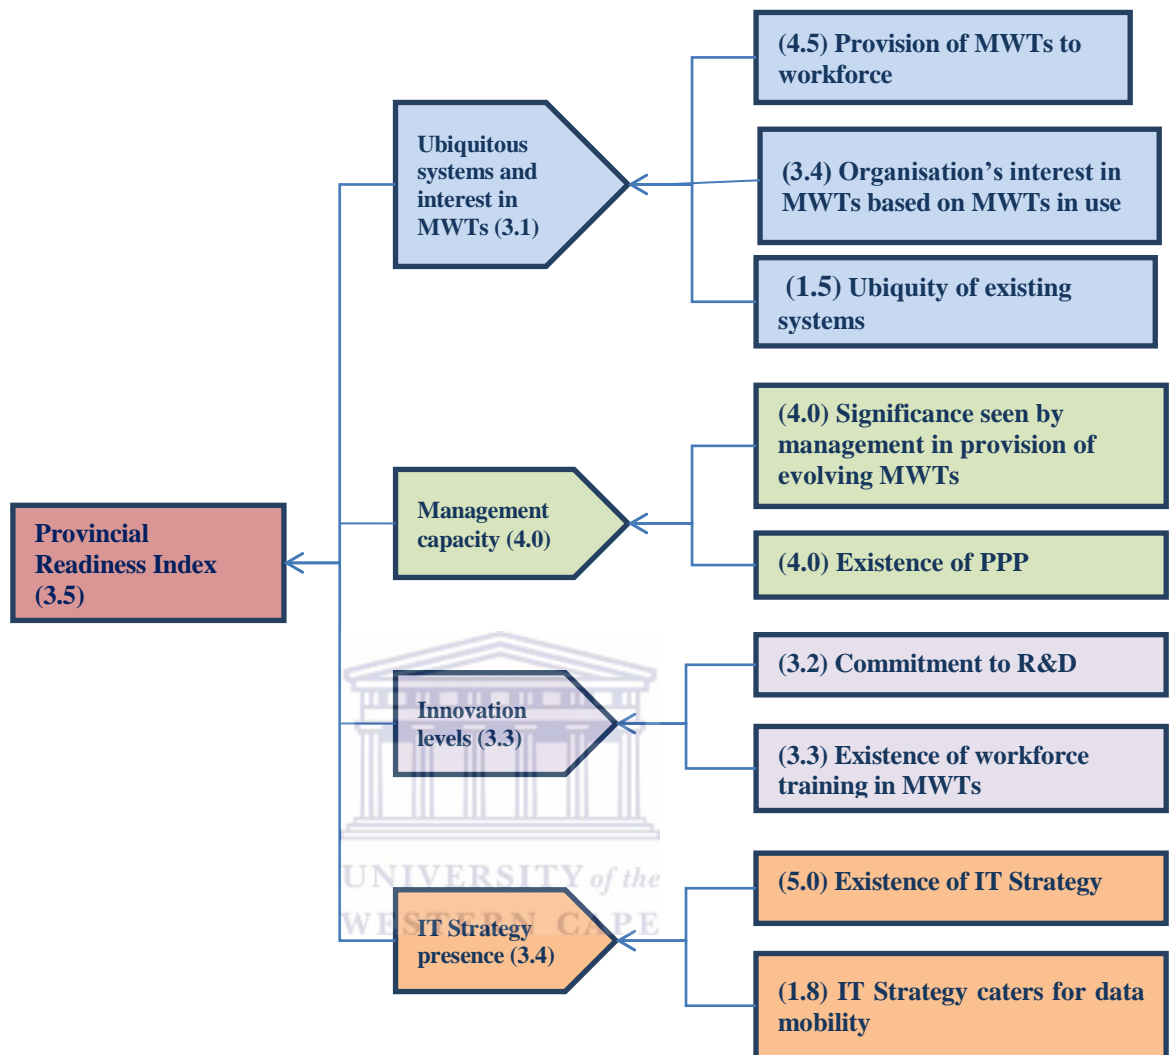 (4.5) Provision of MWTs to
workforce
Ubiquitous
systems and
interest in
MWTs (3.1)
(3.4) Organisation’s interest in
MWTs based on MWTs in use
(1.5) Ubiquity of existing
systems
(4.0) Significance seen by
management in provision of
evolving MWTs
Management
capacity (4.0)
(4.0) Existence of PPP
Provincial
Readiness Index
(3.5)
(3.2) Commitment to R&D
Innovation
levels (3.3)
(3.3) Existence of workforce
training in MWTs
UNIVERSITY of the
WESTERN CAPE
(5.0) Existence of IT Strategy
IT Strategy
presence (3.4)
(1.8) IT Strategy caters for data
mobility